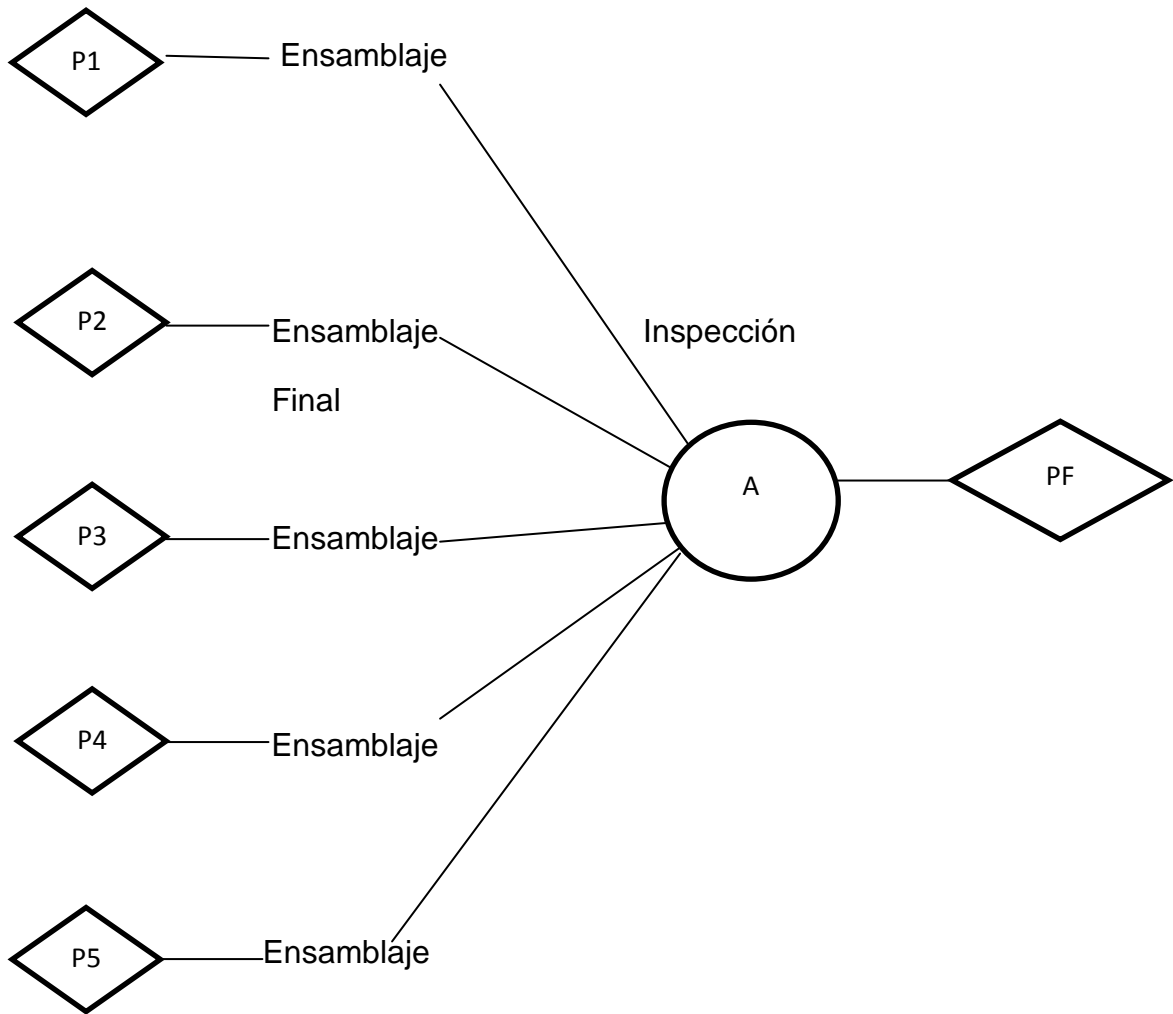 P1
Ensamblaje
P2
Ensamblaje
Inspección
Final
A
PF
P3
Ensamblaje
P4
Ensamblaje
P5
Ensamblaje